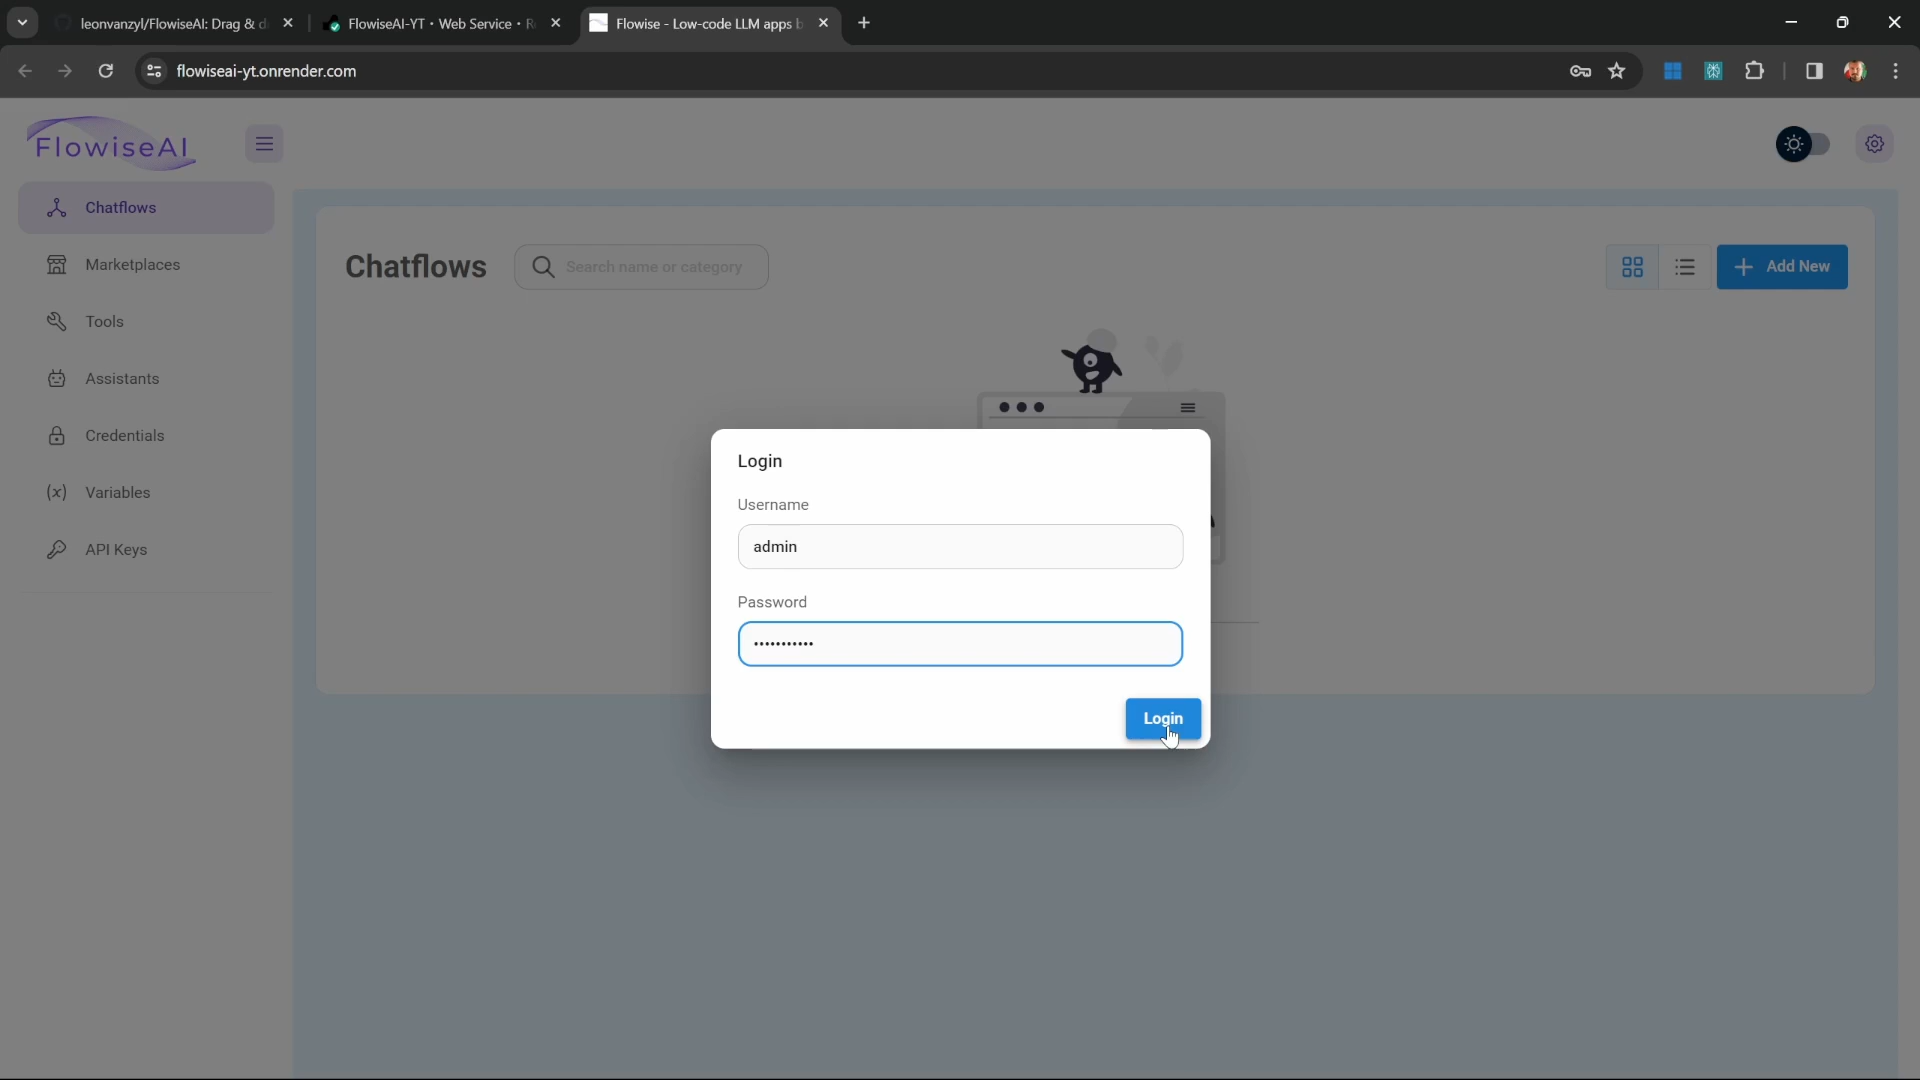 leonvanzyl/FlowiseAI: Drag & d
FlowiseAI-YT · Web Service · R
Flowise - Low-code LLM apps b
flowiseai-yt.onrender.com
FlowiseAI
Chatflows
Marketplaces
Tools
Assistants
Credentials
Variables
API Keys
Chatflows
Search name or category
Add New
Login
Username
admin
Password
•••••••••••
Login